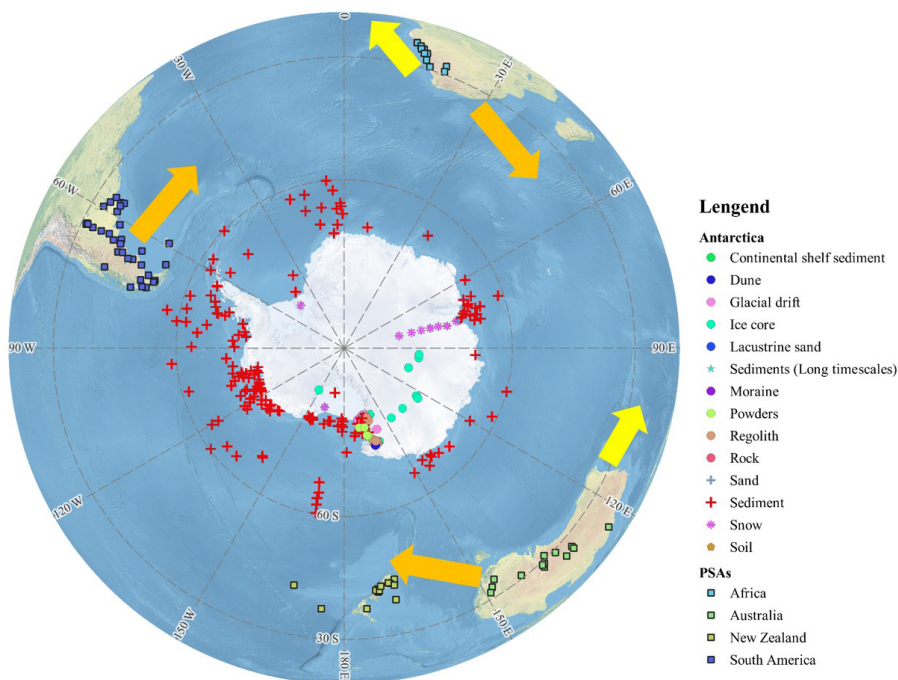 0
30 W
30 E
60 W
60 E
90 W
90 E
120 W
60 S
120 E
150 W
150 E
30 S
180 E
Lengend
Antarctica
Continental shelf sediment
Dune
Glacial drift
Ice core
Lacustrine sand
Sediments (Long timescales)
Moraine
Powders
Regolith
Rock
Sand
Sediment
Snow
Soil
PSAs
Africa
Australia
New Zealand
South America